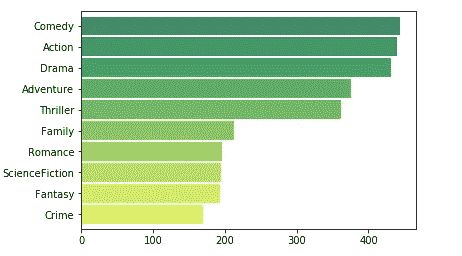 Comedy
Action
Drama
Adventure
Thriller
Family
Romance
ScienceFiction
Fantasy
Crime
0 100 200 300 400